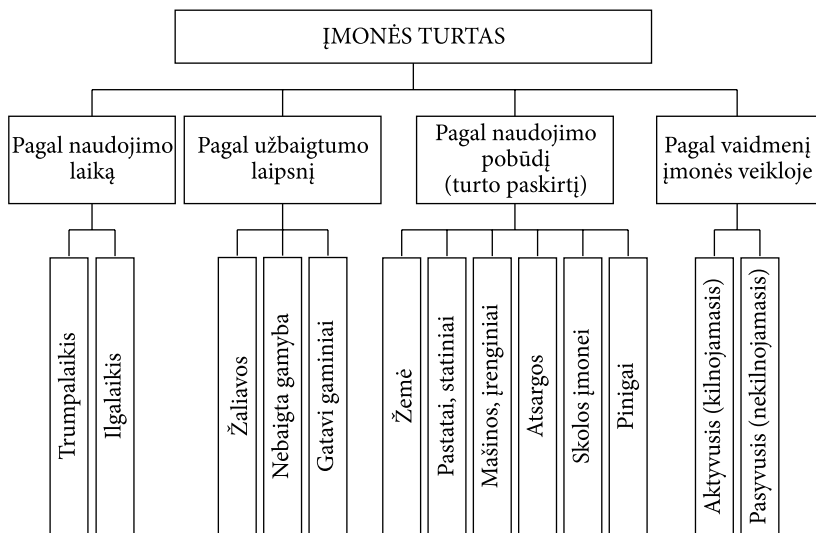 ĮMONĖS TURTAS
Pagal naudojimo
laiką
Pagal užbaigtumo
laipsnį
Pagal naudojimo
pobūdį
(turto paskirtį)
Pagal vaidmenį
įmonės veikloje
Trumpalaikis
Ilgalaikis
Žaliavos
Nebaigta gamyba
Gatavi gaminiai
Žemė
Pastatai, statiniai
Mašinos, įrenginiai
Atsargos
Skolos įmonei
Pinigai
Aktyvusis (kilnojamasis)
Pasyvusis (nekilnojamasis)